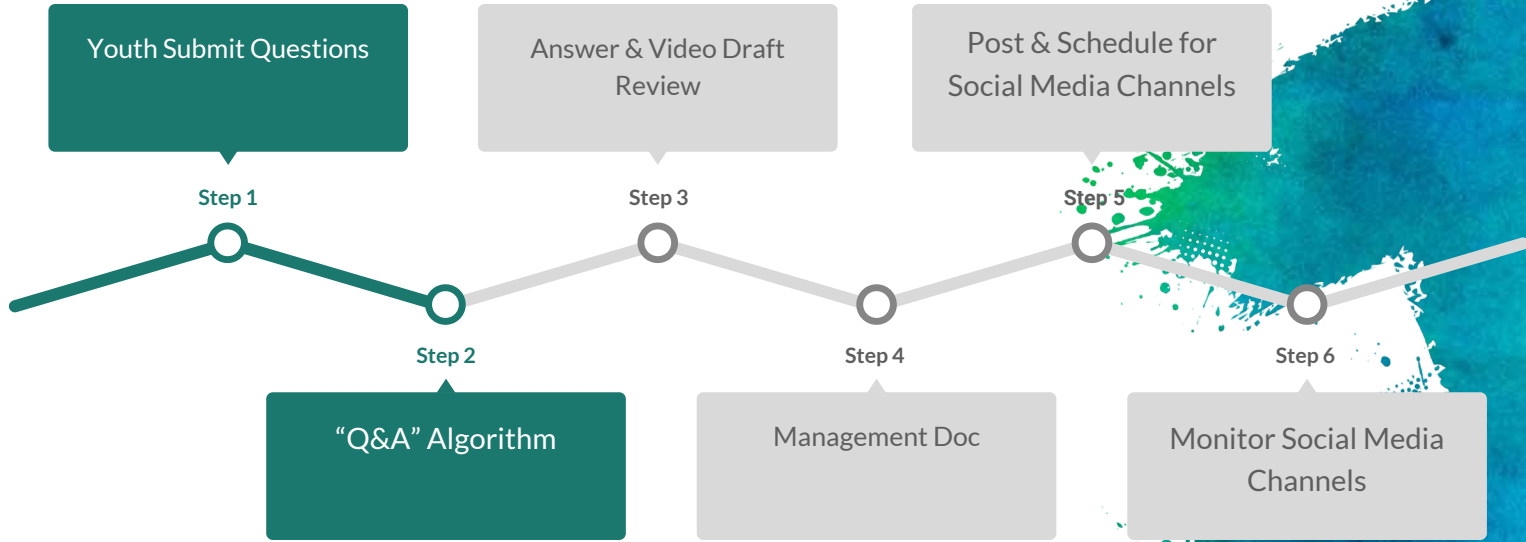 Youth Submit Questions
Step 1
Step 2
“Q&A” Algorithm
Answer & Video Draft
Review
Step 3
Step 4
Management Doc
Post & Schedule for
Social Media Channels
Step 5
Step 6
Monitor Social Media
Channels